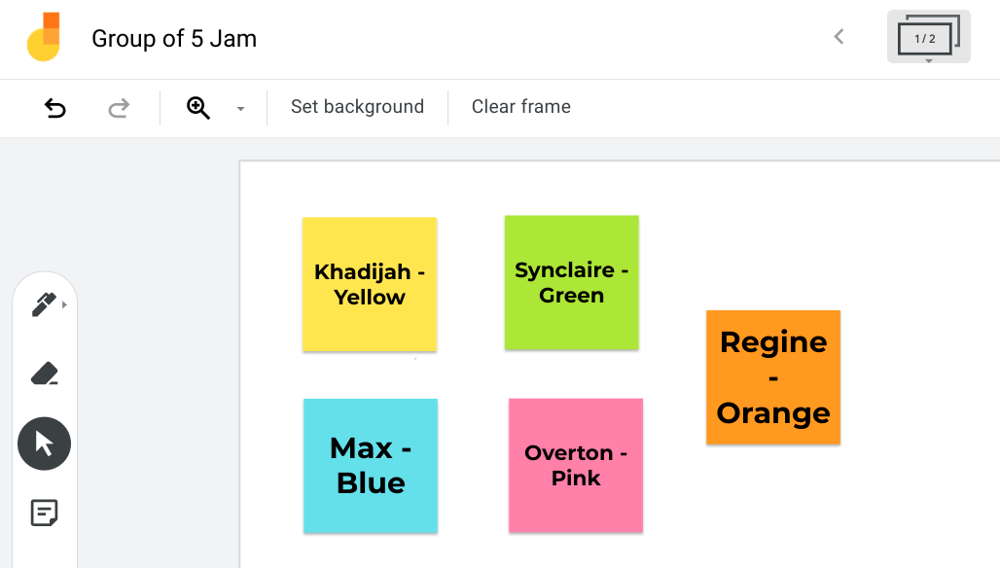 Group of 5 Jam
1 / 2
Set background
Clear frame
Khadijah -
Yellow
Synclaire -
Green
Regine
-
Orange
Max -
Blue
Overton -
Pink